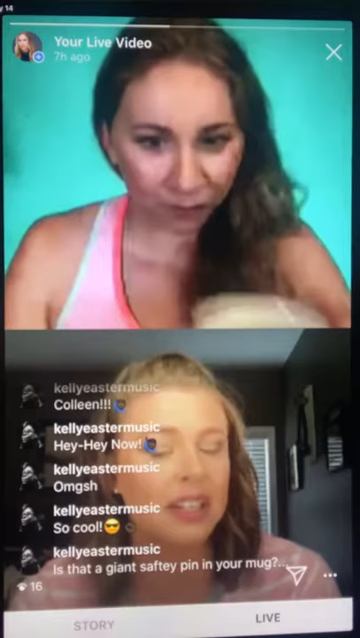 Your Live Video
7h ago
kellyeastermusic
Colleen!!!
kellyeastermusic
Hey-Hey Now!
kellyeastermusic
Omgsh
kellyeastermusic
So cool!😎
kellyeastermusic
Is that a giant saftey pin in your mug?...
16
STORY
LIVE